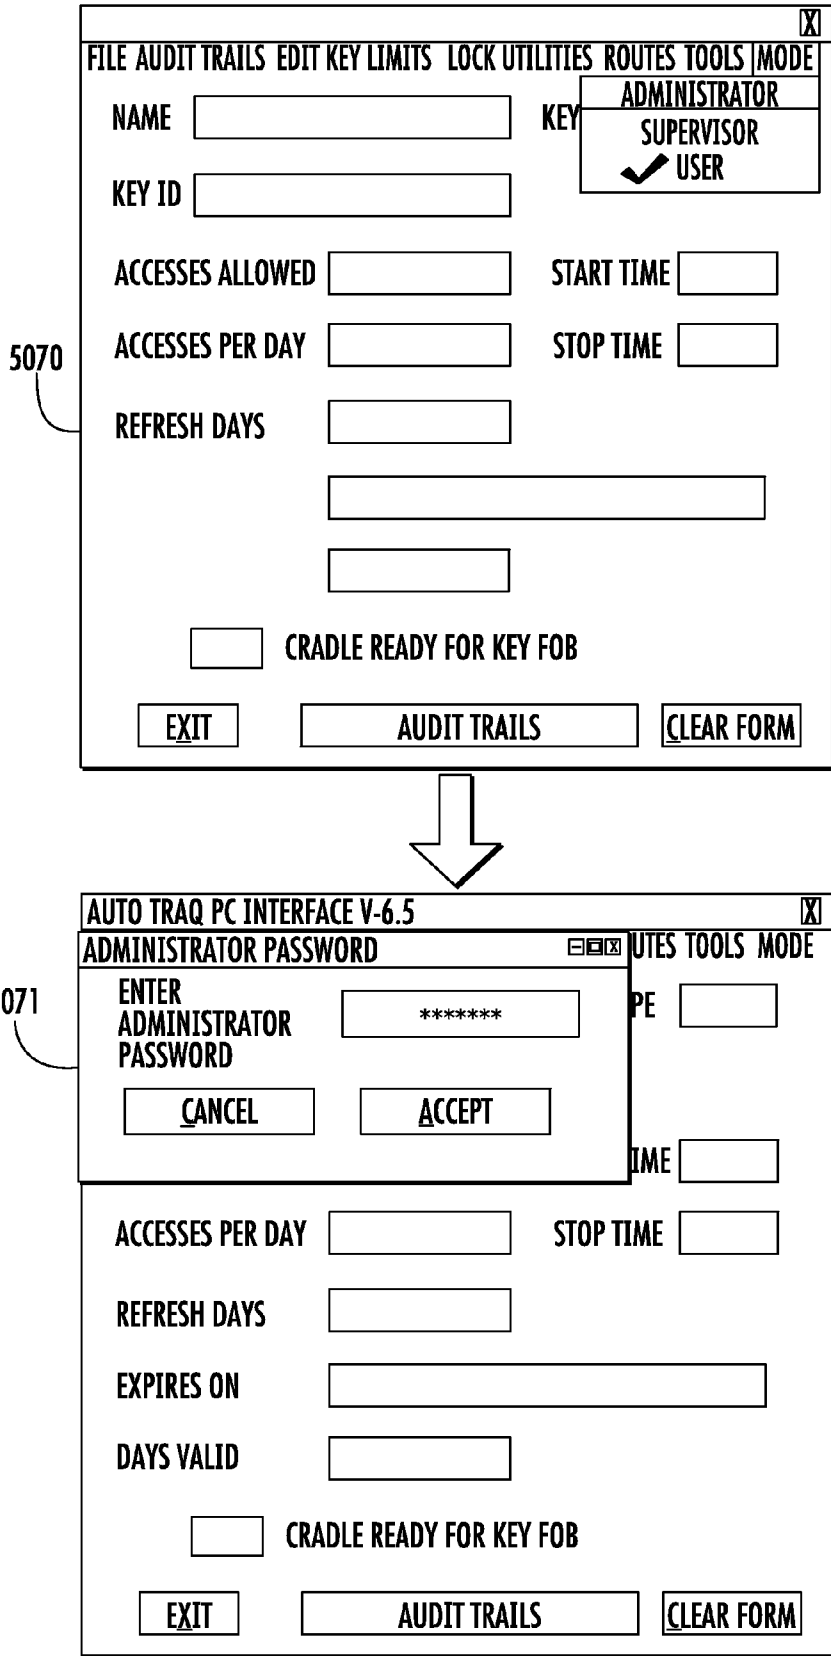 X
FILE AUDIT TRAILS EDIT KEY LIMITS LOCK UTILITIES ROUTES TOOLS MODE
ADMINISTRATOR
SUPERVISOR
USER
NAME
KEY
KEY ID
ACCESSES ALLOWED
START TIME
ACCESSES PER DAY
STOP TIME
5070
REFRESH DAYS
CRADLE READY FOR KEY FOB
EXIT
AUDIT TRAILS
CLEAR FORM
AUTO TRAQ PC INTERFACE V-6.5
X
ADMINISTRATOR PASSWORD
X
UTES TOOLS MODE
071
ENTER
ADMINISTRATOR
PASSWORD
*******
PE
CANCEL
ACCEPT
IME
ACCESSES PER DAY
STOP TIME
REFRESH DAYS
EXPIRES ON
DAYS VALID
CRADLE READY FOR KEY FOB
EXIT
AUDIT TRAILS
CLEAR FORM